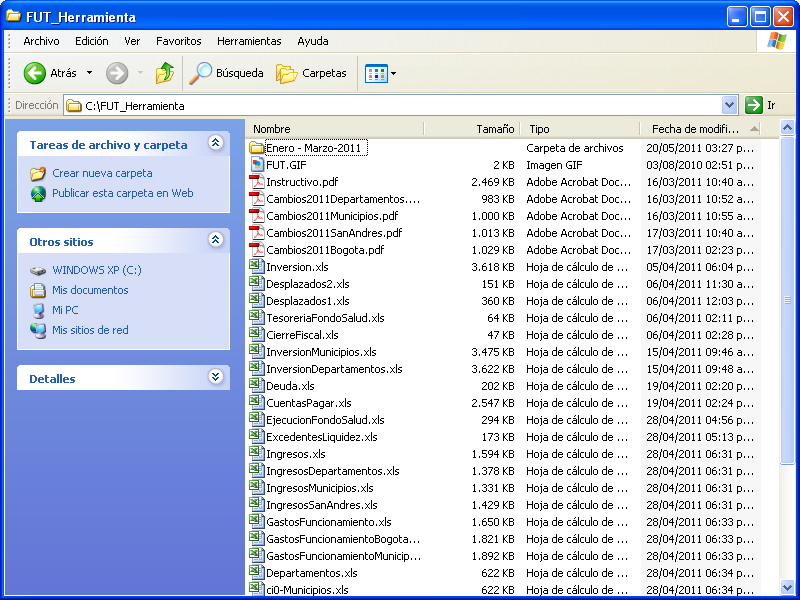 FUT_Herramienta
Archivo Edición Ver Favoritos Herramientas Ayuda
Atrás Búsqueda Carpetas
Dirección C:\FUT_Herramienta Ir
Tareas de archivo y carpeta
Crear nueva carpeta
Publicar esta carpeta en Web
Otros sitios
WINDOWS XP (C:)
Mis documentos
Mi PC
Mis sitios de red
Detalles
Nombre Tamaño Tipo Fecha de modifi...
Enero - Marzo-2011 Carpeta de archivos 20/05/2011 03:27 p...
FUT.GIF 2 KB Imagen GIF 03/08/2010 02:51 p...
Instructivo.pdf 2.469 KB Adobe Acrobat Doc... 16/03/2011 10:40 a...
Cambios2011Departamentos.... 983 KB Adobe Acrobat Doc... 16/03/2011 10:52 a...
Cambios2011Municipios.pdf 1.000 KB Adobe Acrobat Doc... 16/03/2011 10:55 a...
Cambios2011SanAndres.pdf 1.013 KB Adobe Acrobat Doc... 17/03/2011 10:40 a...
Cambios2011Bogota.pdf 1.029 KB Adobe Acrobat Doc... 17/03/2011 02:23 p...
Inversion.xls 3.618 KB Hoja de cálculo de ... 05/04/2011 06:04 p...
Desplazados2.xls 151 KB Hoja de cálculo de ... 06/04/2011 11:30 a...
Desplazados1.xls 360 KB Hoja de cálculo de ... 06/04/2011 12:03 p...
TesoreriaFondoSalud.xls 64 KB Hoja de cálculo de ... 06/04/2011 02:11 p...
CierreFiscal.xls 47 KB Hoja de cálculo de ... 06/04/2011 02:28 p...
InversionMunicipios.xls 3.475 KB Hoja de cálculo de ... 15/04/2011 09:46 a...
InversionDepartamentos.xls 3.622 KB Hoja de cálculo de ... 15/04/2011 09:48 a...
Deuda.xls 202 KB Hoja de cálculo de ... 19/04/2011 02:20 p...
CuentasPagar.xls 2.547 KB Hoja de cálculo de ... 19/04/2011 02:24 p...
EjecucionFondoSalud.xls 294 KB Hoja de cálculo de ... 28/04/2011 04:56 p...
ExcedentesLiquidez.xls 173 KB Hoja de cálculo de ... 28/04/2011 05:13 p...
Ingresos.xls 1.594 KB Hoja de cálculo de ... 28/04/2011 06:31 p...
IngresosDepartamentos.xls 1.378 KB Hoja de cálculo de ... 28/04/2011 06:31 p...
IngresosMunicipios.xls 1.331 KB Hoja de cálculo de ... 28/04/2011 06:31 p...
IngresosSanAndres.xls 1.429 KB Hoja de cálculo de ... 28/04/2011 06:31 p...
GastosFuncionamiento.xls 1.650 KB Hoja de cálculo de ... 28/04/2011 06:33 p...
GastosFuncionamientoBogota... 1.821 KB Hoja de cálculo de ... 28/04/2011 06:33 p...
GastosFuncionamientoMunicip... 1.892 KB Hoja de cálculo de ... 28/04/2011 06:33 p...
Departamentos.xls 622 KB Hoja de cálculo de ... 28/04/2011 06:34 p...
ci0-Municipios.xls 622 KB Hoja de cálculo de ... 28/04/2011 06:34 p...